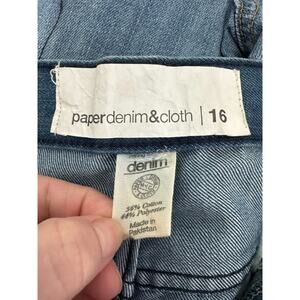 paperdenim&cloth | 16
denim
56% Cotton
44% Polyester
Made in
Pakistan